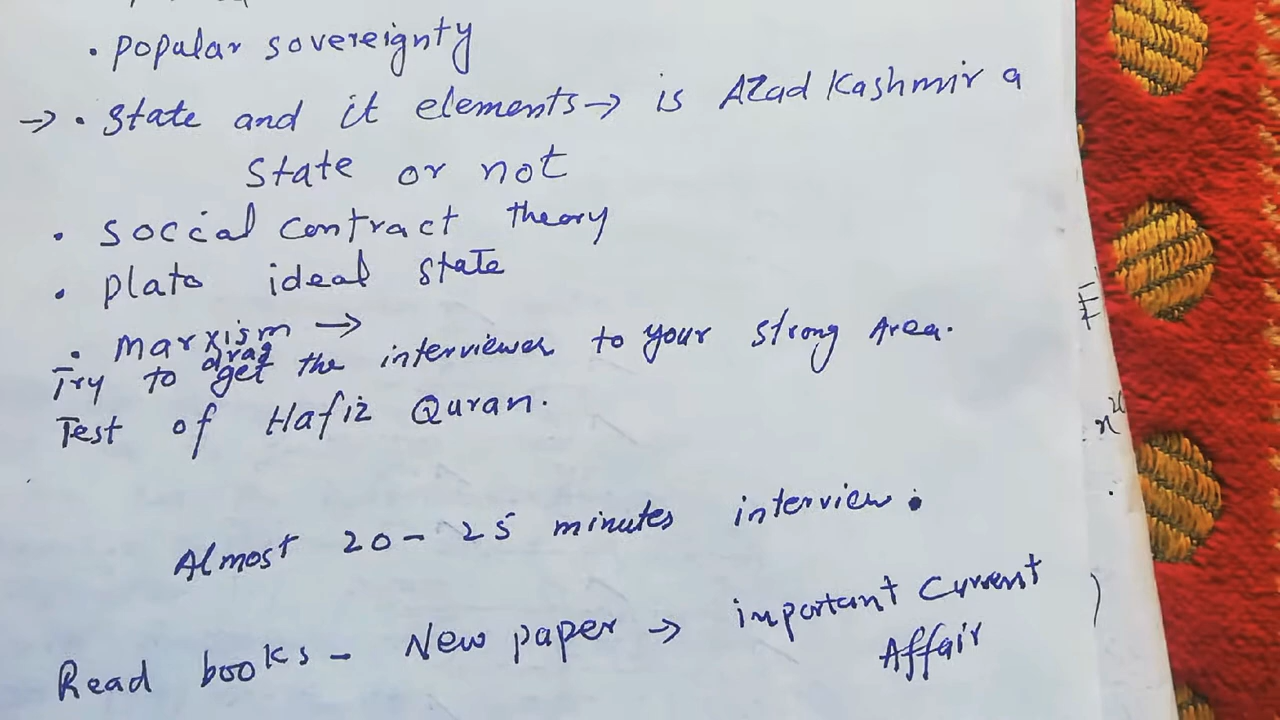 . popular sovereignty
→ . State and it elements → is Azad Kashmir a
State or not
. Social contract theory
. Plato ideal state
. Marxism →
drag
Try to get the interviewer to your strong Area.
Test of Hafiz Quran.
Almost 20-25 minutes interview.
Read books - New paper → important Current
Affair